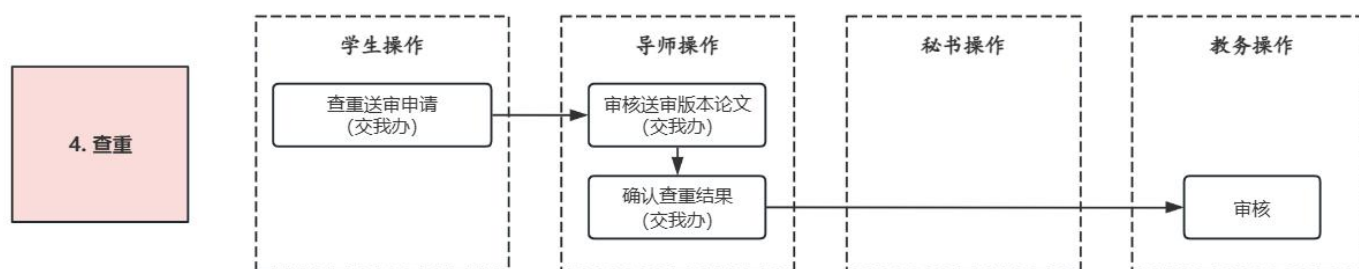 学生操作
导师操作
秘书操作
教务操作
4. 查重
查重送审申请
(交我办)
审核送审版本论文
(交我办)
确认查重结果
(交我办)
审核